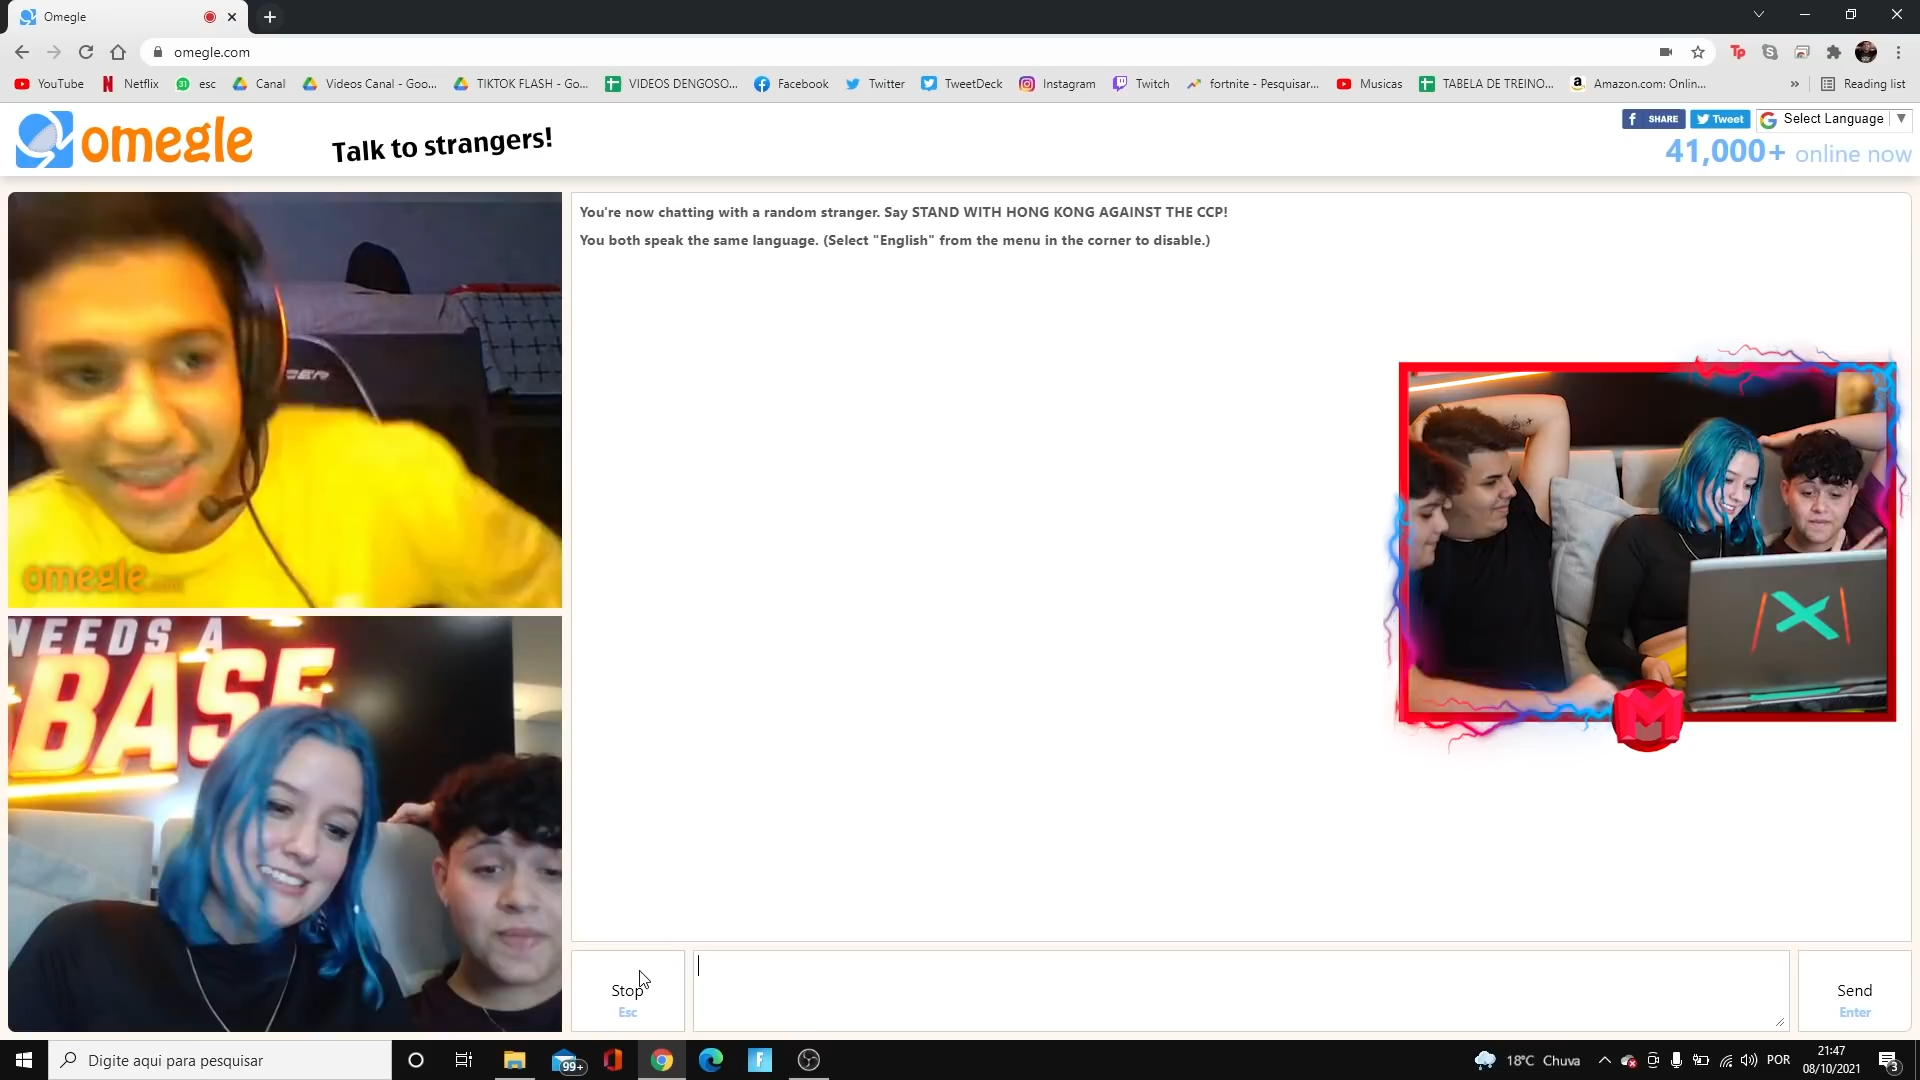 Omegle
omegle.com
YouTube
Netflix
esc
Canal
Videos Canal - Goo...
TIKTOK FLASH - Go...
VIDEOS DENGOSO...
Facebook
Twitter
TweetDeck
Instagram
Twitch
fortnite - Pesquisar...
Musicas
TABELA DE TREINO...
Amazon.com: Onlin...
»
Reading list
omegle
Talk to strangers!
SHARE
Tweet
Select Language
41,000+ online now
You're now chatting with a random stranger. Say STAND WITH HONG KONG AGAINST THE CCP!
You both speak the same language. (Select "English" from the menu in the corner to disable.)
omegle
NEEDS A
BASE
Stop
Esc
Send
Enter
Digite aqui para pesquisar
99+
18°C Chuva
POR
21:47
08/10/2021
3